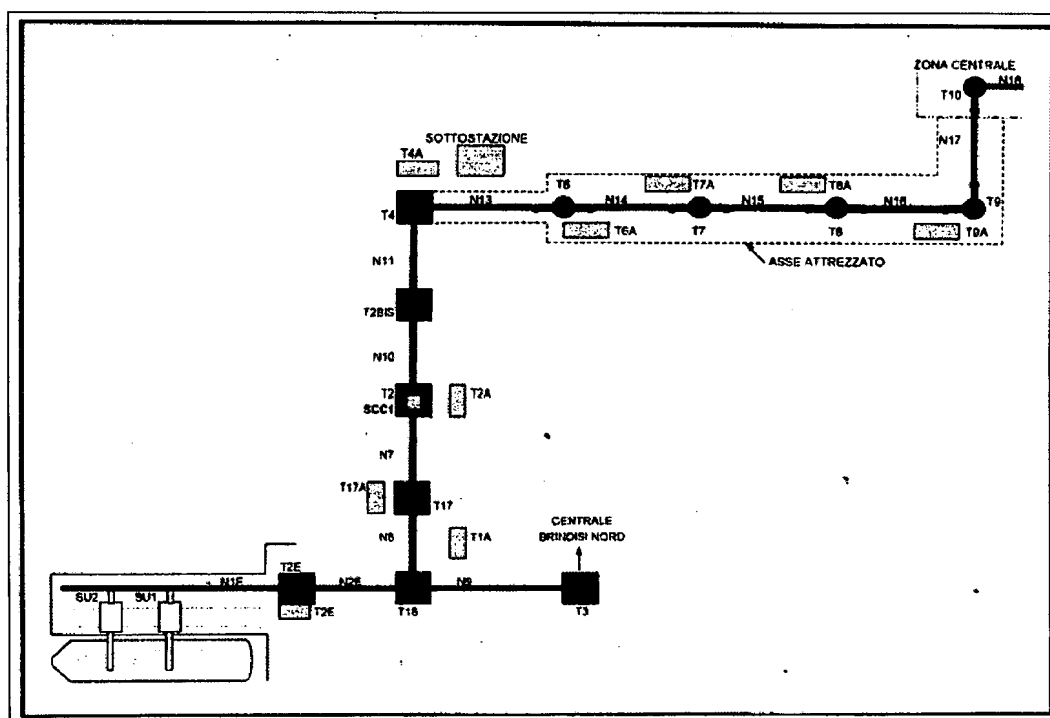 ZONA CENTRALE
N18
T10
N17
SOTTOSTAZIONE
T4A
T6
T7A
T8A
T4
N13
N14
N15
N16
T9
T6A
T7
T8
T9A
ASSE ATTREZZATO
N11
T2BIS
N10
T2
SCC1
T2A
N7
T17A
T17
N8
T1A
CENTRALE
BRINDISI NORD
T2E
N1E
N2E
N9
SU2
SU1
T2E
T18
T3